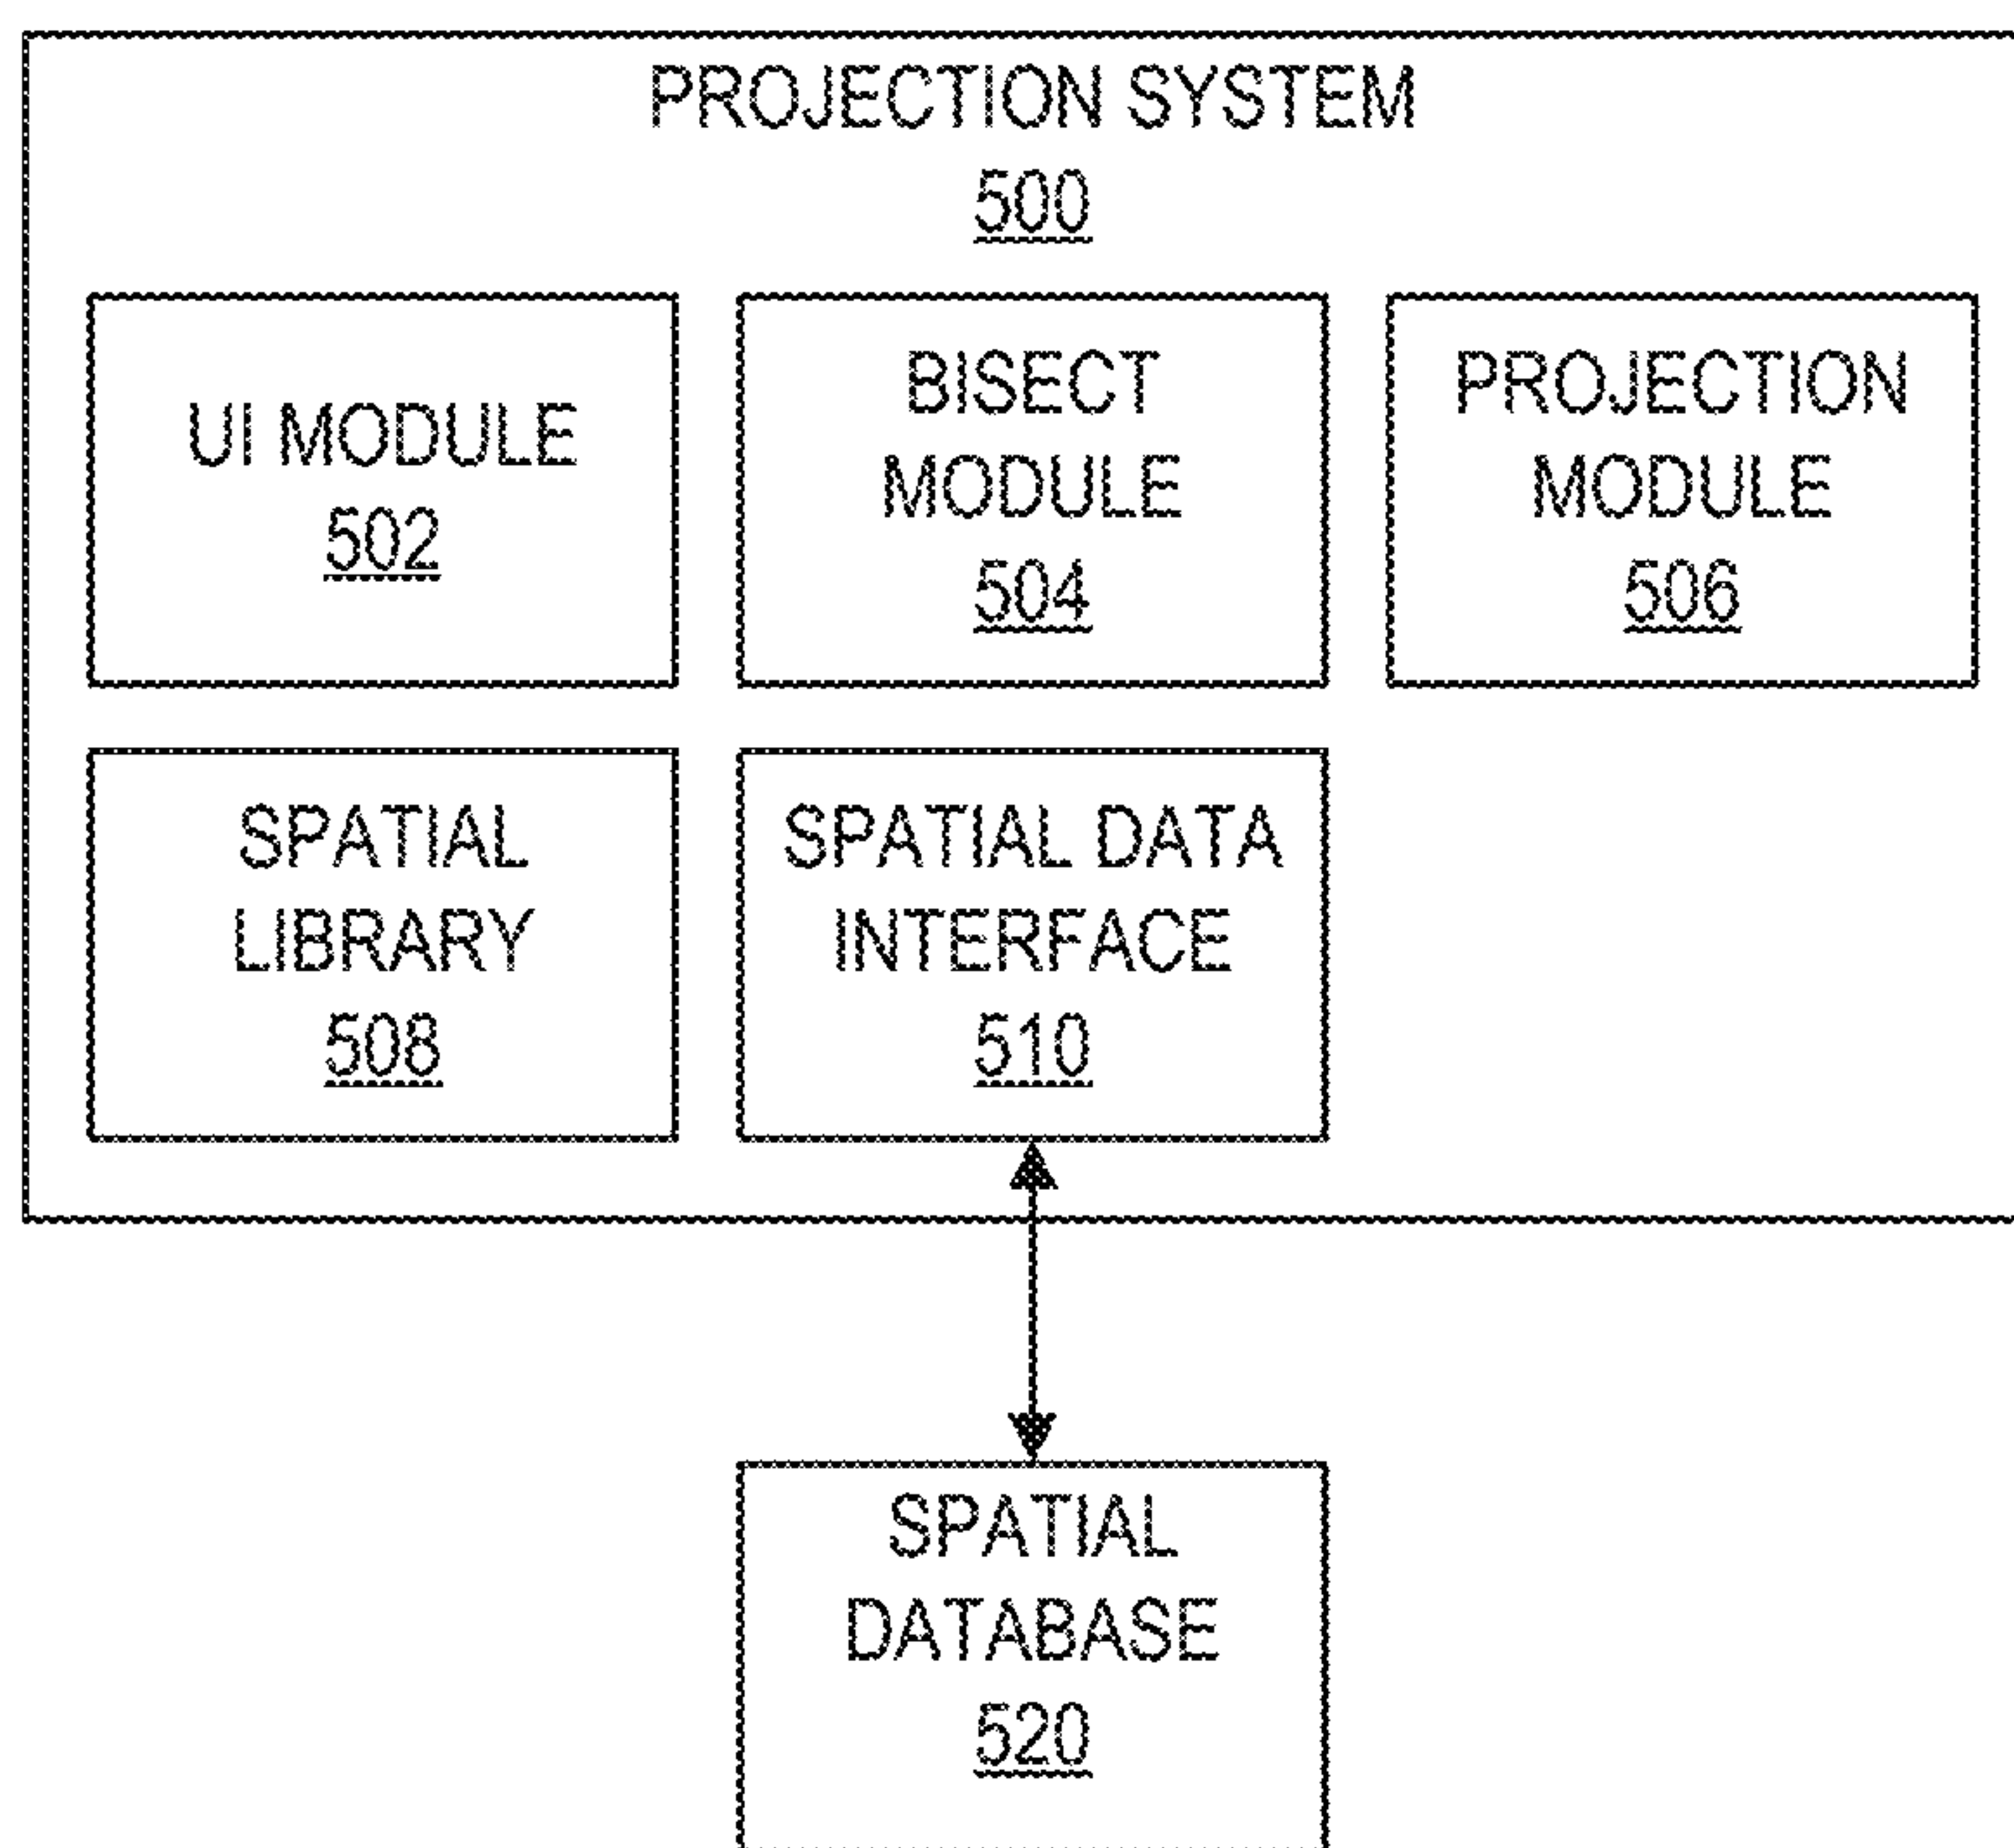 PROJECTION SYSTEM
500
UI MODULE
502
BISECT
MODULE
504
PROJECTION
MODULE
506
SPATIAL
LIBRARY
508
SPATIAL DATA
INTERFACE
510
SPATIAL
DATABASE
520